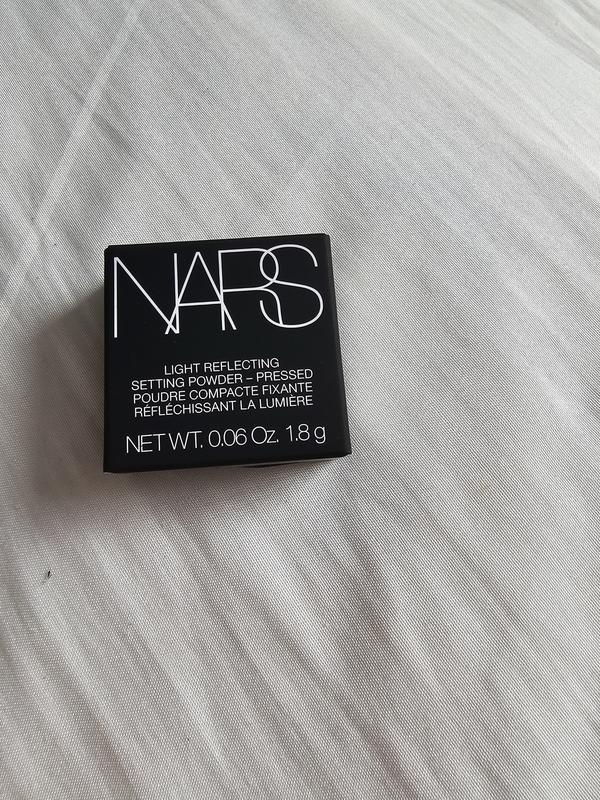 NARS
LIGHT REFLECTING
SETTING POWDER – PRESSED
POUDRE COMPACTE FIXANTE
RÉFLÉCHISSANT LA LUMIÈRE
NET WT. 0.06 Oz. 1.8 g